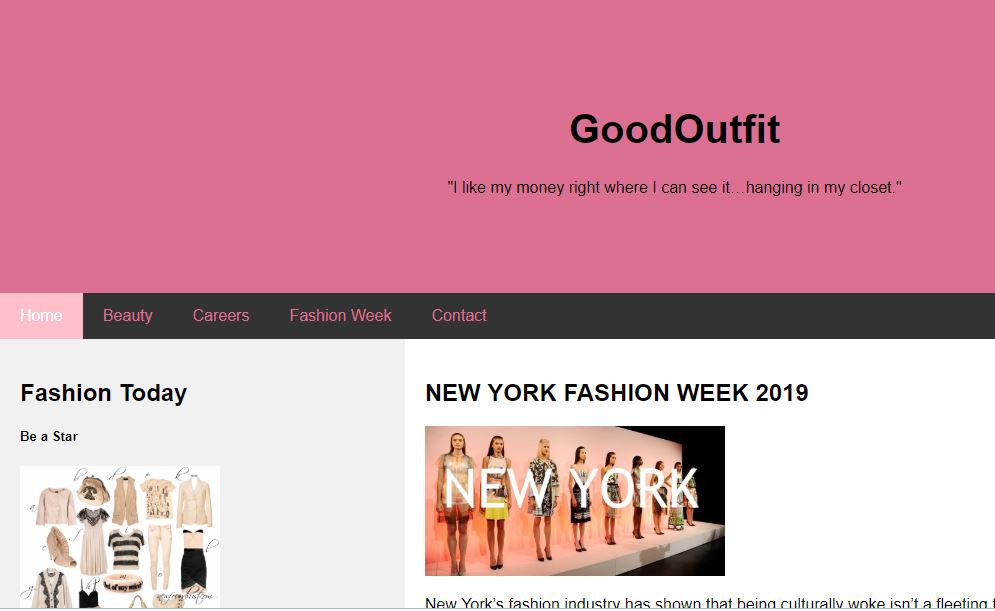 GoodOutfit
"I like my money right where I can see it…hanging in my closet."
Home Beauty Careers Fashion Week Contact
Fashion Today
Be a Star
NEW YORK FASHION WEEK 2019
NEW YORK
New York’s fashion industry has shown that being culturally woke isn’t a fleeting